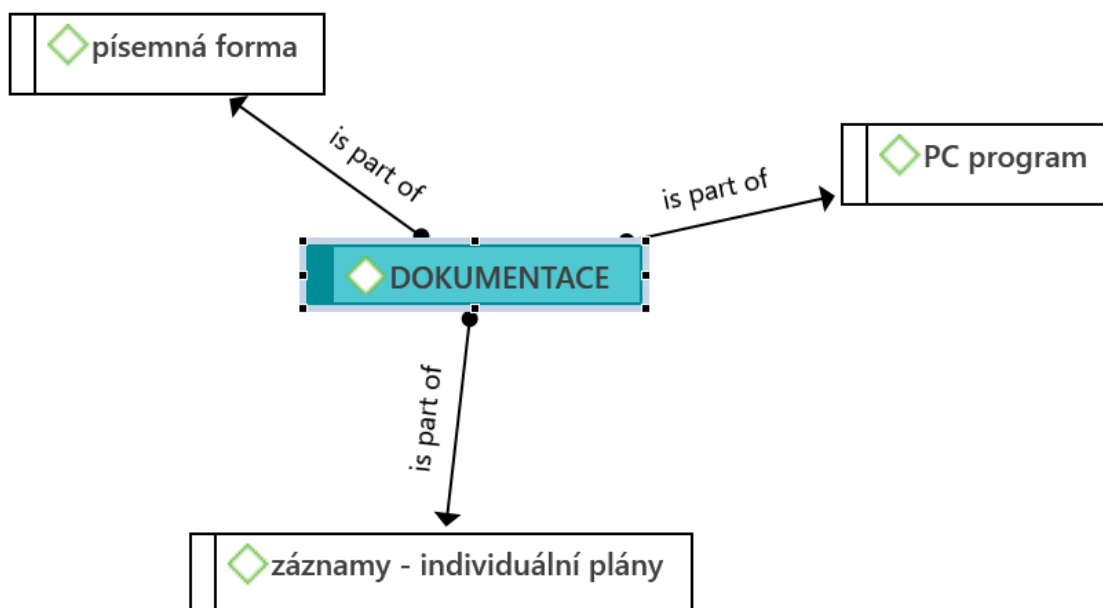 písemná forma
is part of
PC program
is part of
DOKUMENTACE
is part of
záznamy - individuální plány